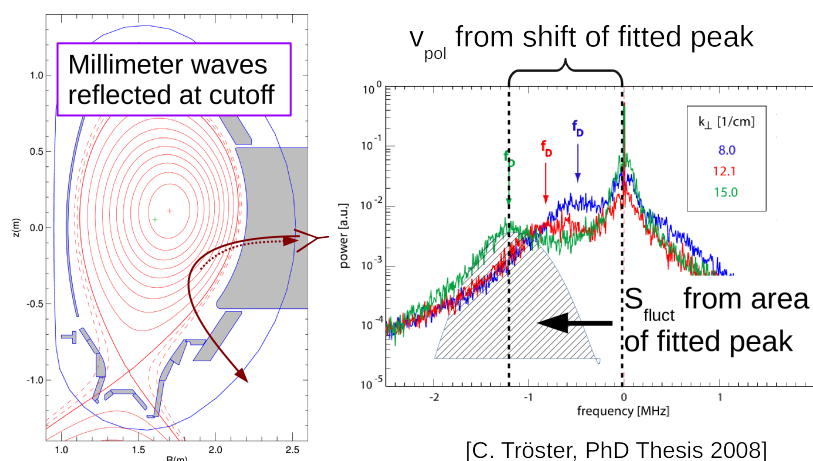 Millimeter waves
reflected at cutoff
1.0
0.5
0.0
-0.5
-1.0
z(m)
1.0
1.5
2.0
2.5
R(m)
v_pol from shift of fitted peak
10^0
10^-1
10^-2
10^-3
10^-4
10^-5
power [a.u.]
f_D
f_D
f_D
k_⊥ [1/cm]
8.0
12.1
15.0
S_fluct from area
of fitted peak
-2
-1
0
1
frequency [MHz]
[C. Tröster, PhD Thesis 2008]